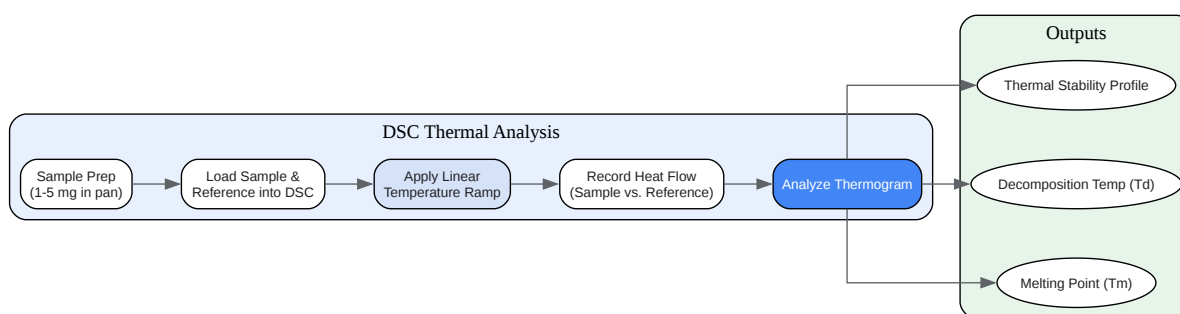 Outputs
Thermal Stability Profile
DSC Thermal Analysis
Sample Prep
(1-5 mg in pan)
Load Sample &
Reference into DSC
Apply Linear
Temperature Ramp
Record Heat Flow
(Sample vs. Reference)
Analyze Thermogram
Decomposition Temp (Td)
Melting Point (Tm)